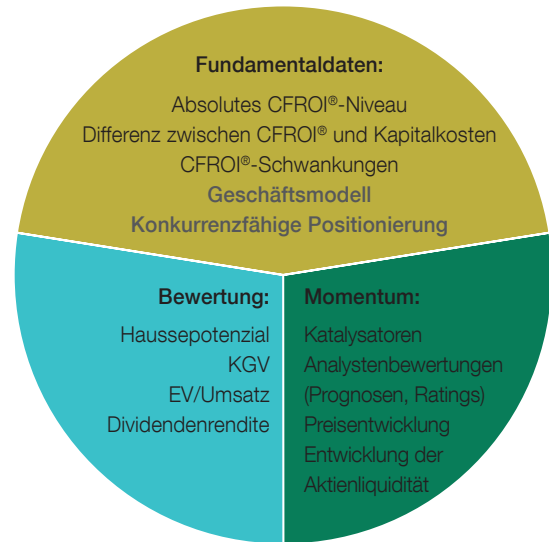 Fundamentaldaten:
Absolutes CFROI®-Niveau
Differenz zwischen CFROI® und Kapitalkosten
CFROI®-Schwankungen
Geschäftsmodell
Konkurrenzfähige Positionierung
Bewertung:
Haussepotenzial
KGV
EV/Umsatz
Dividendenrendite
Momentum:
Katalysatoren
Analystenbewertungen
(Prognosen, Ratings)
Preisentwicklung
Entwicklung der
Aktienliquidität